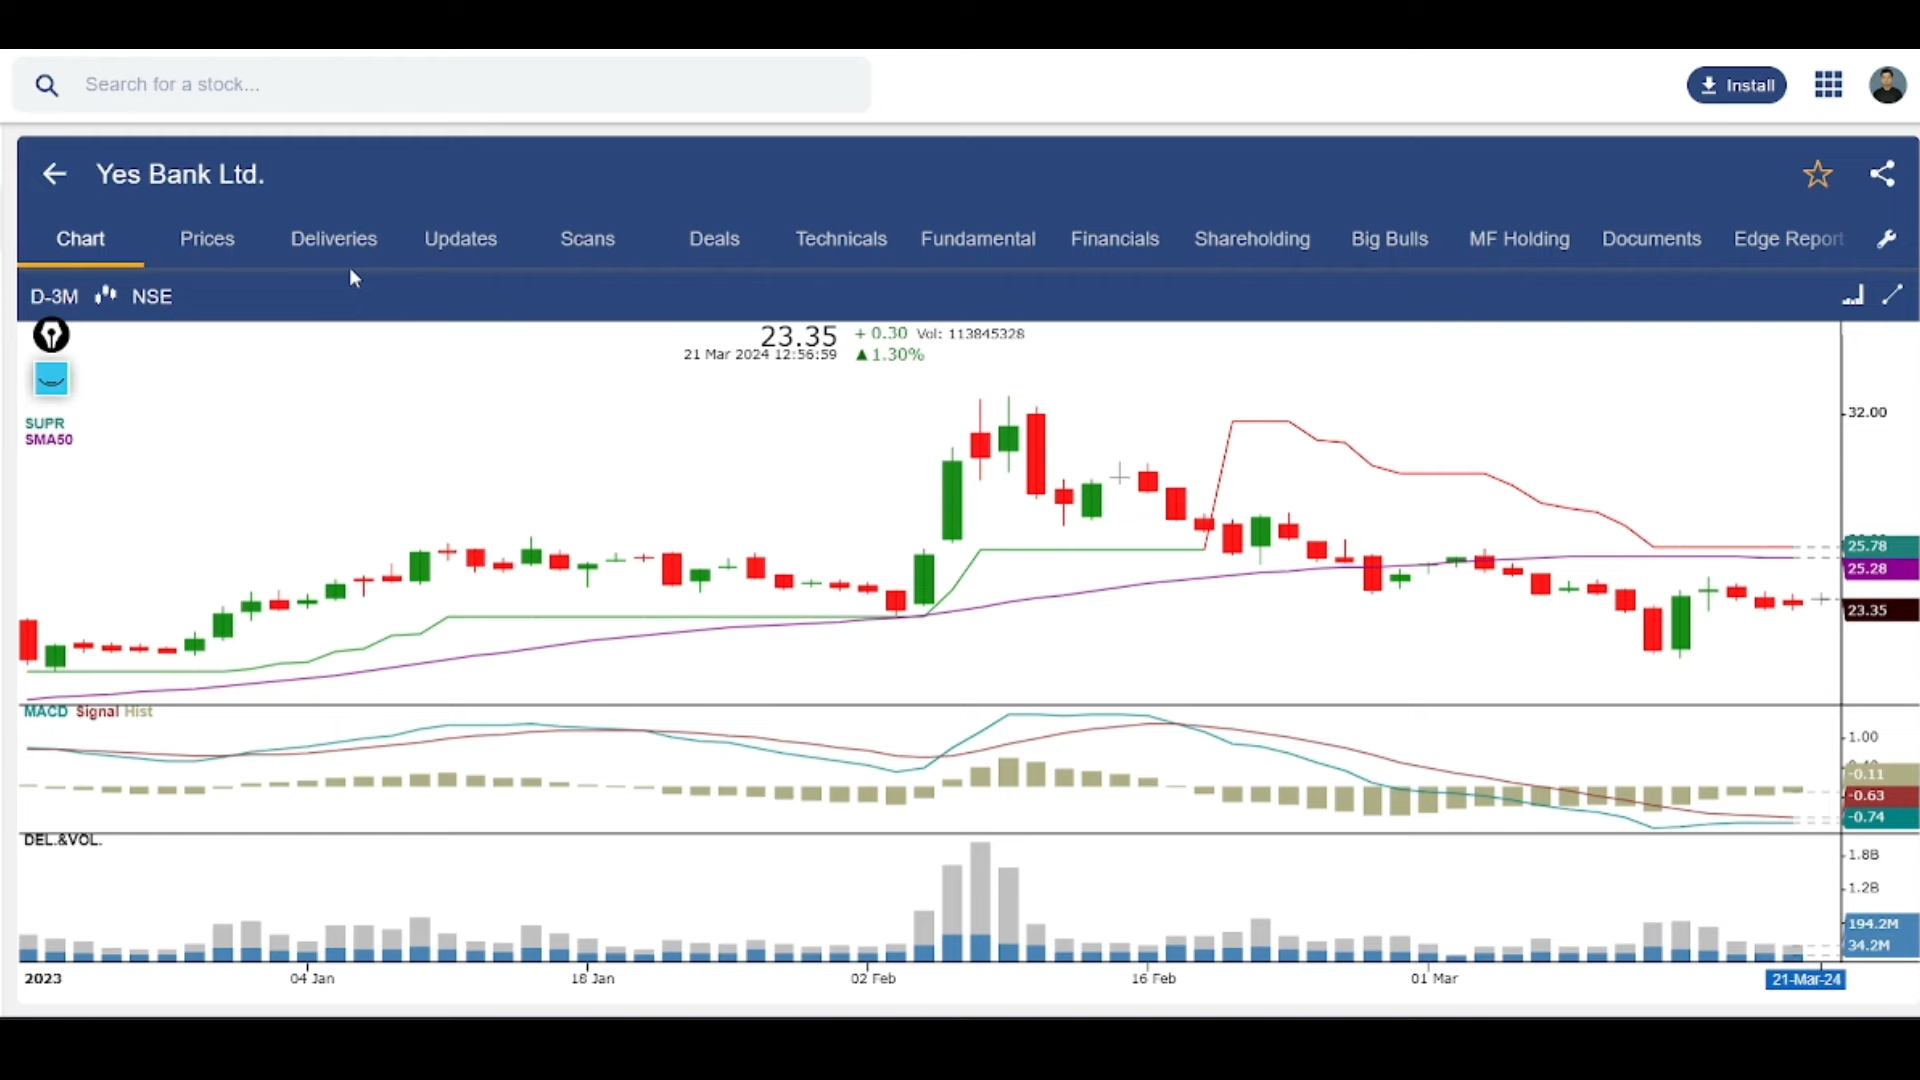 Search for a stock...
Install
Yes Bank Ltd.
Chart Prices Deliveries Updates Scans Deals Technicals Fundamental Financials Shareholding Big Bulls MF Holding Documents Edge Report
D-3M NSE
23.35 + 0.30 Vol: 113845328
21 Mar 2024 12:56:59 ▲1.30%
SUPR
SMA50
32.00
25.78
25.28
23.35
MACD Signal Hist
1.00
-0.11
-0.63
-0.74
DEL.&VOL.
1.8B
1.2B
194.2M
34.2M
2023 04 Jan 18 Jan 02 Feb 16 Feb 01 Mar 21-Mar-24